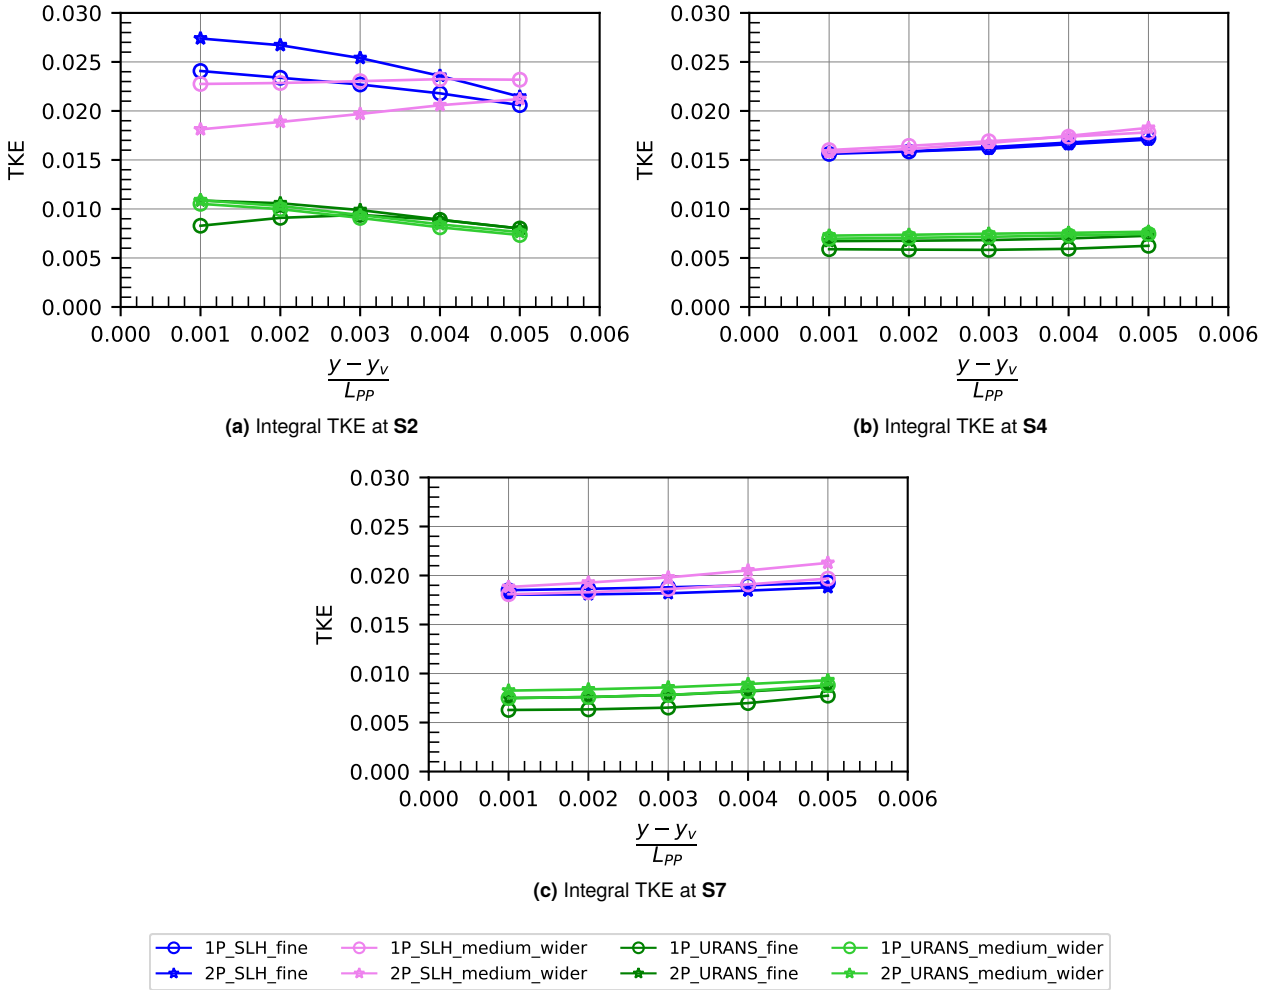 0.030
0.025
0.020
0.015
0.010
0.005
0.000
TKE
0.000 0.001 0.002 0.003 0.004 0.005 0.006
y − y_v
L_PP
(a) Integral TKE at S2
0.030
0.025
0.020
0.015
0.010
0.005
0.000
TKE
0.000 0.001 0.002 0.003 0.004 0.005 0.006
y − y_v
L_PP
(b) Integral TKE at S4
0.030
0.025
0.020
0.015
0.010
0.005
0.000
TKE
0.000 0.001 0.002 0.003 0.004 0.005 0.006
y − y_v
L_PP
(c) Integral TKE at S7
1P_SLH_fine 1P_SLH_medium_wider 1P_URANS_fine 1P_URANS_medium_wider
2P_SLH_fine 2P_SLH_medium_wider 2P_URANS_fine 2P_URANS_medium_wider